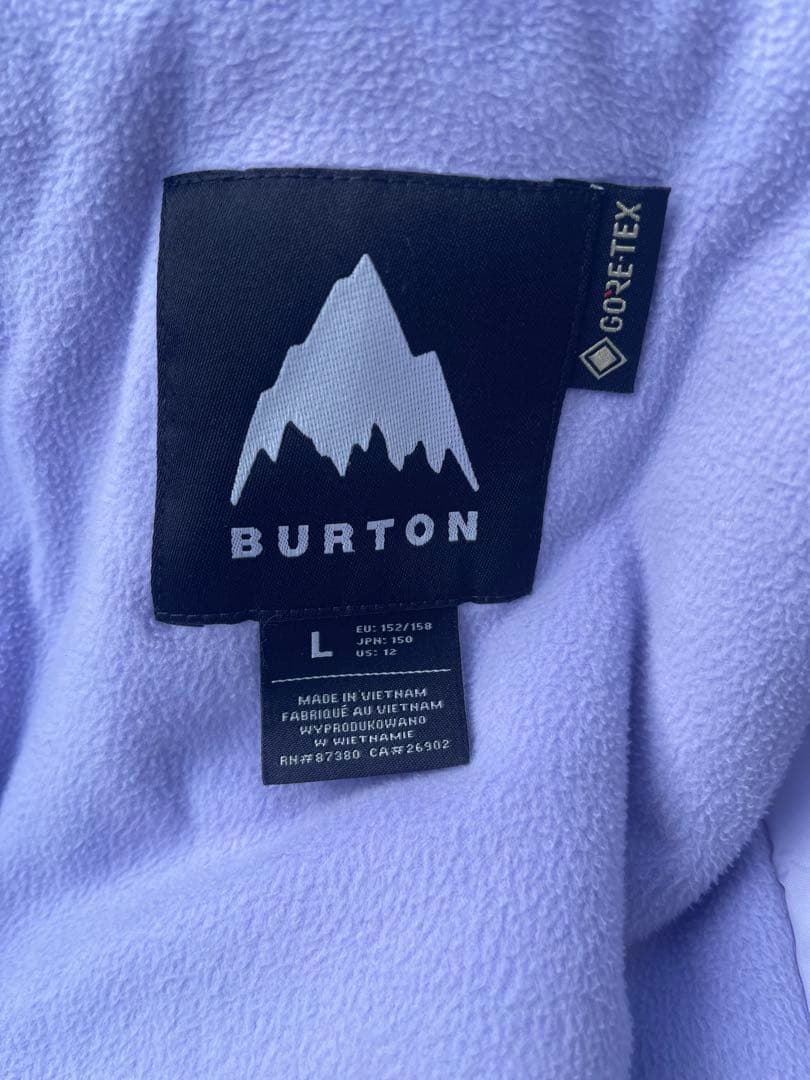 GORE-TEX
BURTON
L
EU: 152/158
JPN: 150
US: 12
MADE IN VIETNAM
FABRIQUÉ AU VIETNAM
WYPRODUKOWANO
W WIETNAMIE
RN#87380 CA#26902